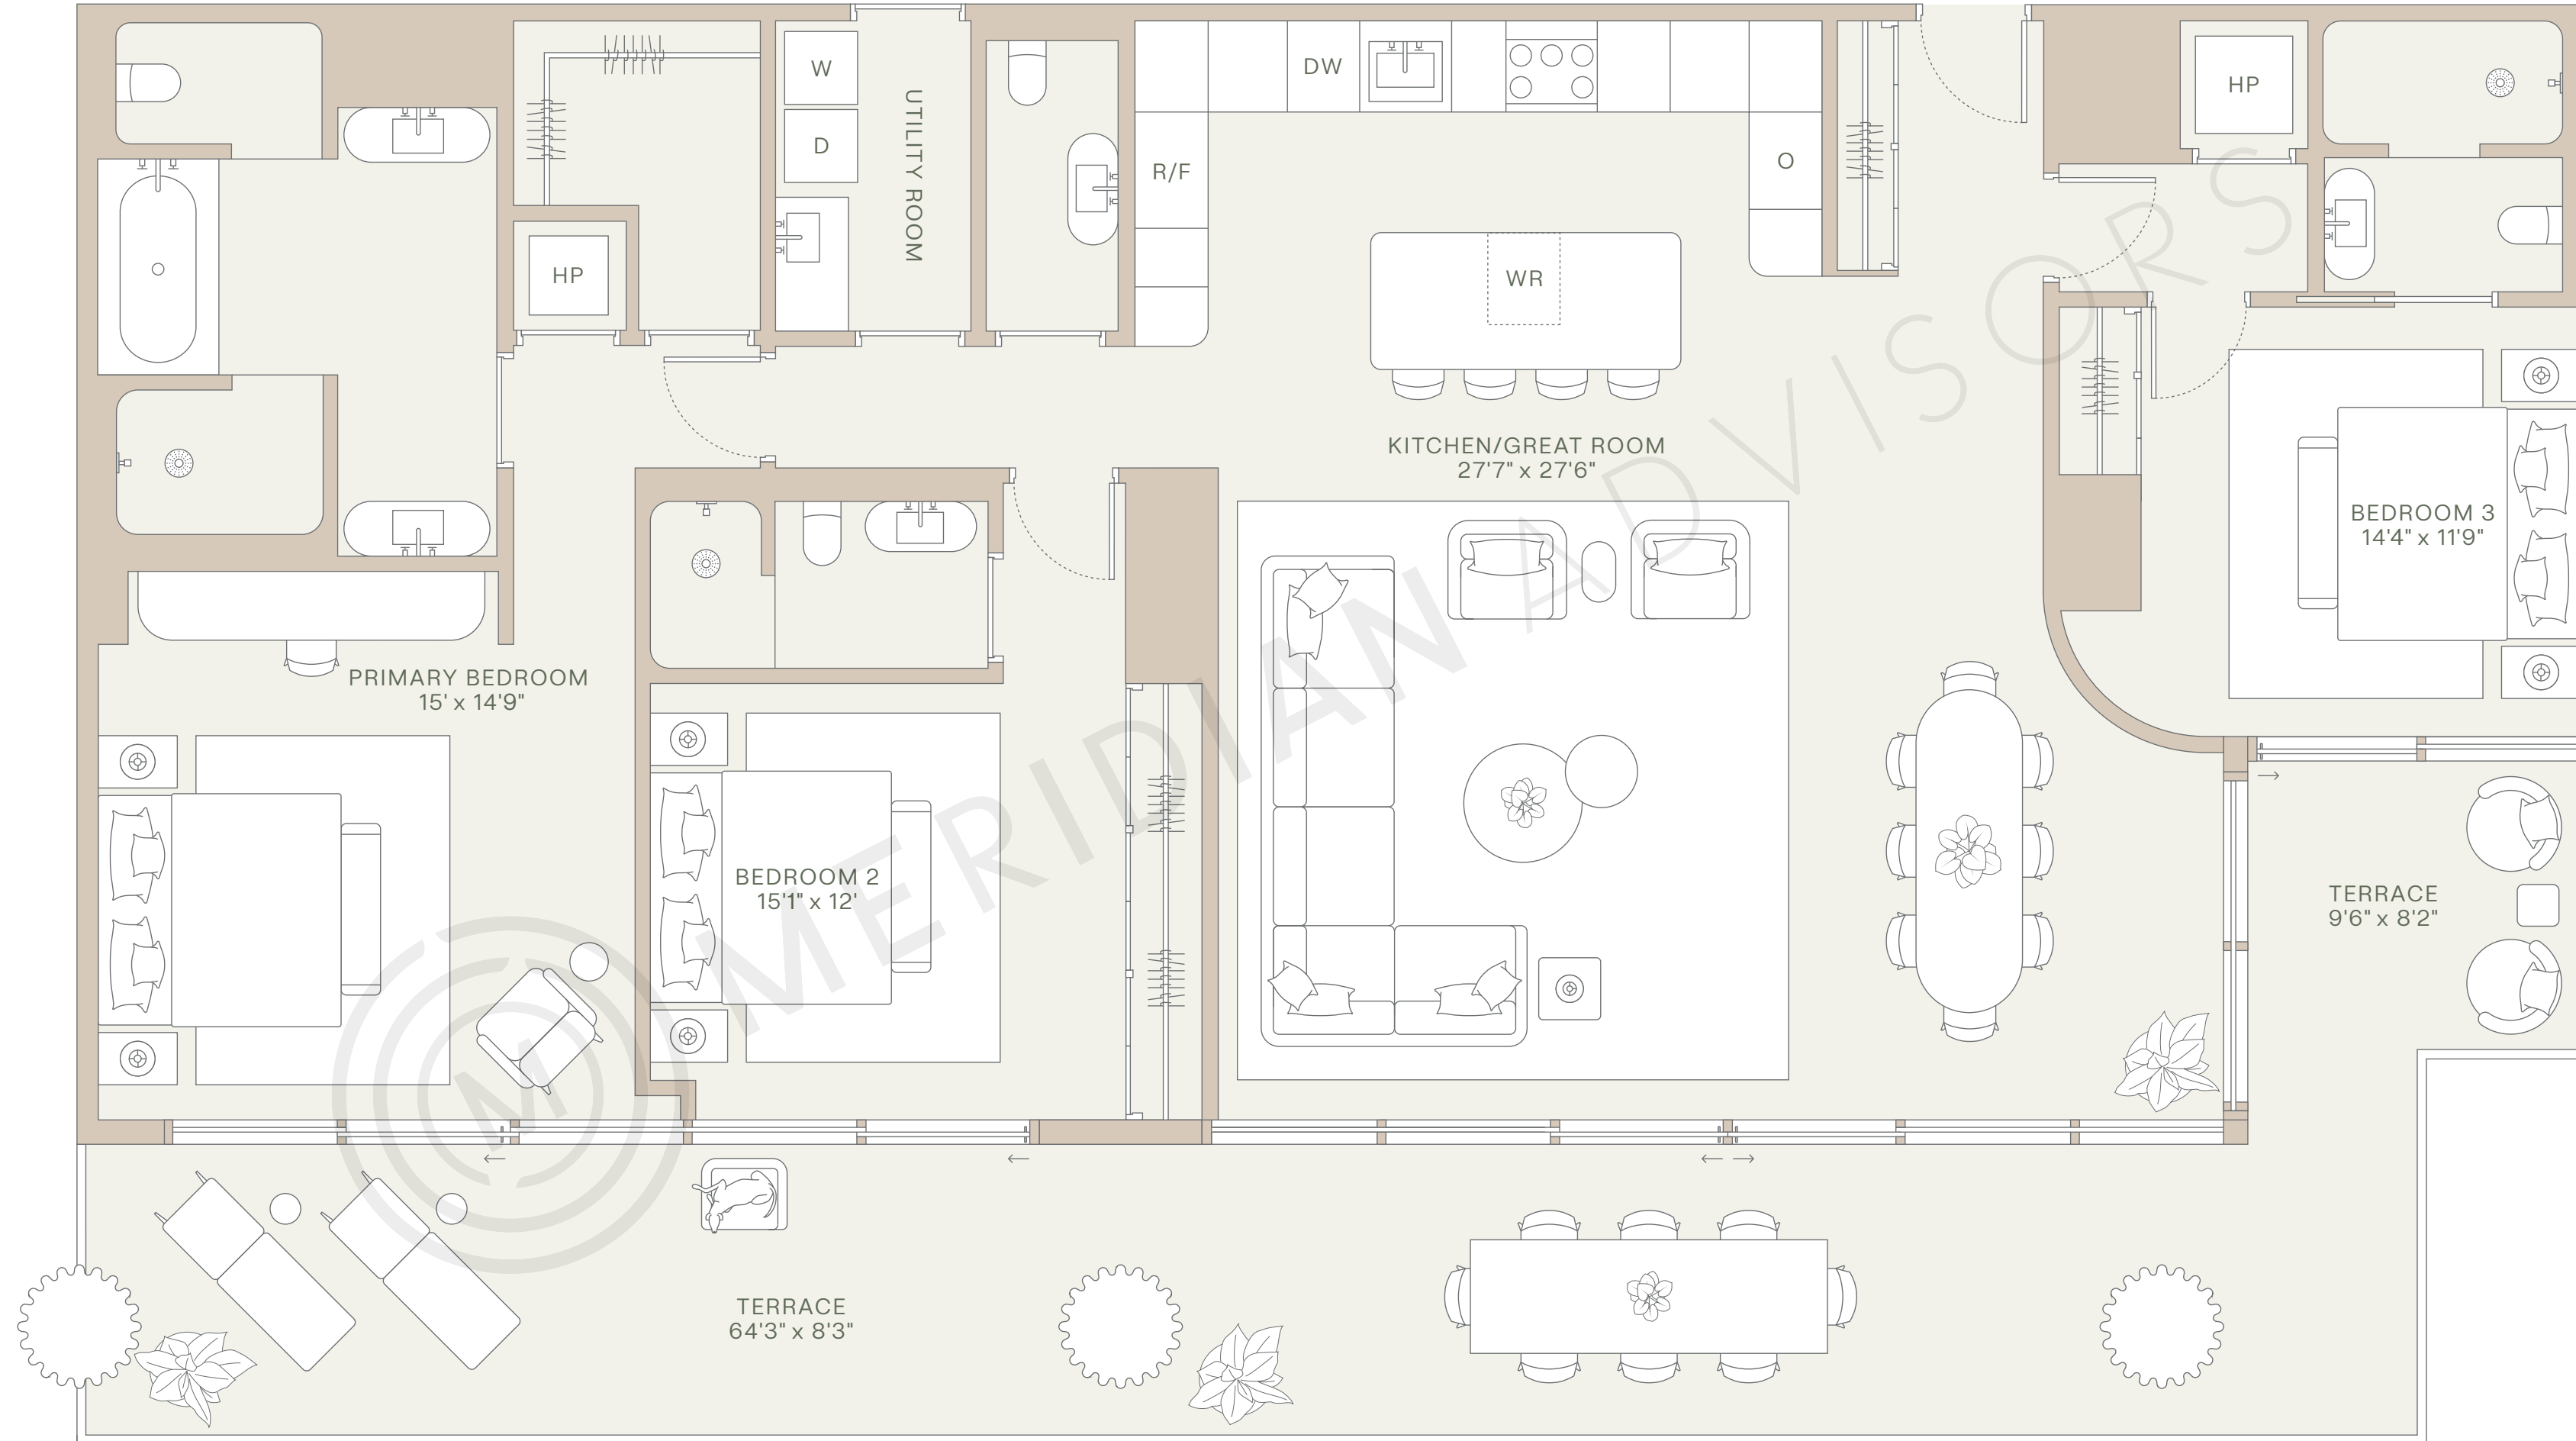 W
D
UTILITY ROOM
HP
DW
R/F
O
WR
HP
KITCHEN/GREAT ROOM
27'7" x 27'6"
BEDROOM 3
14'4" x 11'9"
PRIMARY BEDROOM
15' x 14'9"
BEDROOM 2
15'1" x 12'
TERRACE
9'6" x 8'2"
TERRACE
64'3" x 8'3"
M MERIDIAN ADVISORS